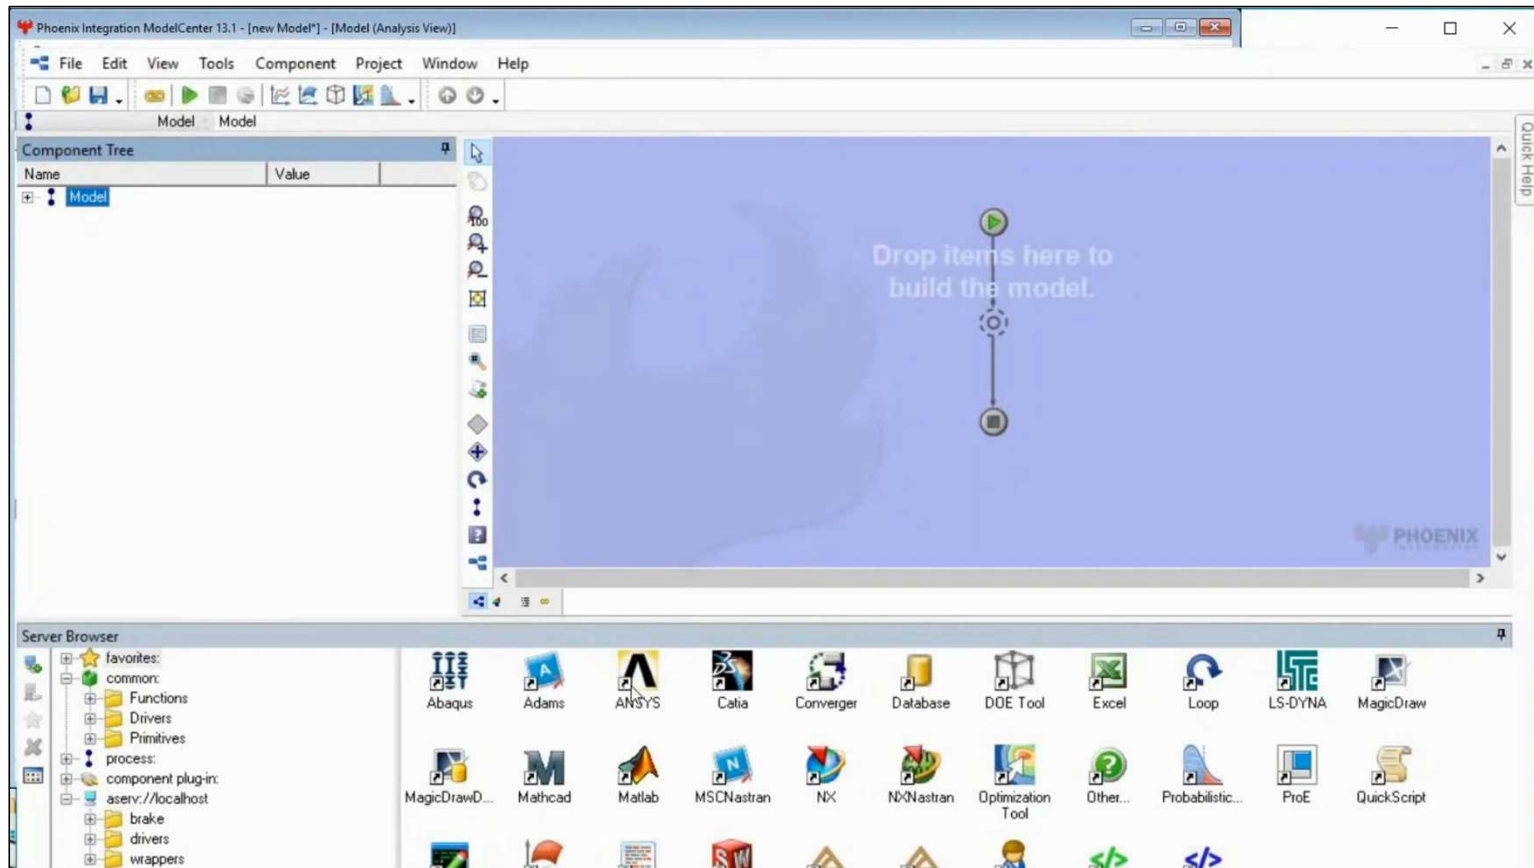 Phoenix Integration ModelCenter 13.1 - [new Model*] - [Model (Analysis View)]
File Edit View Tools Component Project Window Help
Model Model
Component Tree
Name Value
Model
100
Drop items here to
build the model.
PHOENIX
Quick Help
Server Browser
favorites:
common:
Functions
Drivers
Primitives
process:
component plug-in:
aserv://localhost
brake
drivers
wrappers
Abaqus Adams ANSYS Catia Converger Database DOE Tool Excel Loop LS-DYNA MagicDraw
MagicDrawD... Mathcad Matlab MSCNastran NX NXNastran Optimization Tool Other... Probabilistic... ProE QuickScript